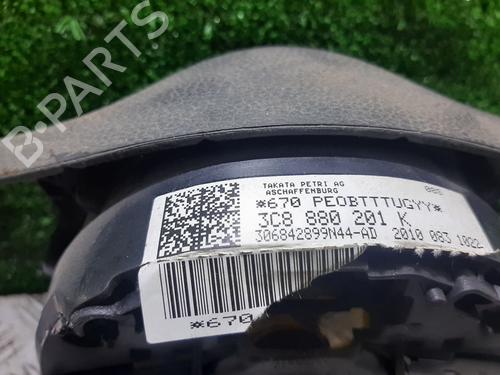 TAKATA PETRI AG
ASCHAFFENBURG
*670 PEOBTTTUGYY*
3C8 880 201 K
306842899N44-AD 2010 083 1022
*670
B-PARTS